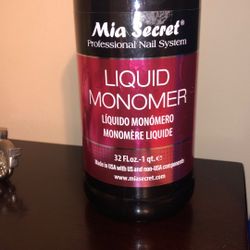 Mia Secret®
Professional Nail System
LIQUID
MONOMER
LÍQUIDO MONÓMERO
MONOMÈRE LIQUIDE
32 FL.oz.-1 qt. ℮
Made in USA with US and non-USA components
www.miasecret.com